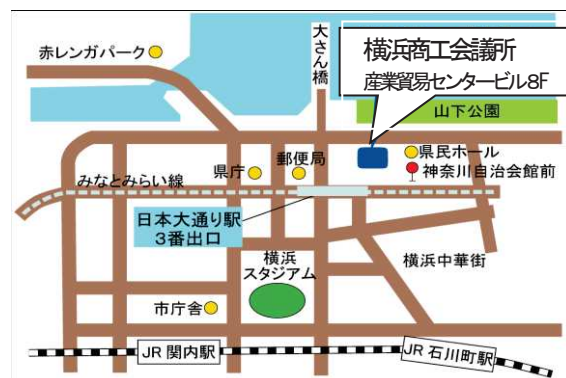 赤レンガパーク
大さん橋
横浜商工会議所
産業貿易センタービル8F
山下公園
県民ホール
神奈川自治会館前
郵便局
県庁
みなとみらい線
日本大通り駅
3番出口
横浜
スタジアム
横浜中華街
市庁舎
JR 関内駅
JR 石川町駅